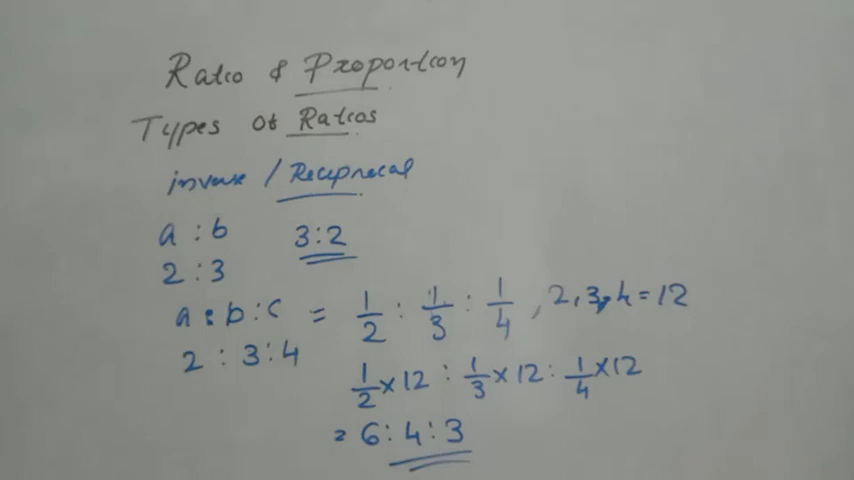 Ratio & Proportion
Types of Ratios
inverse / Reciprocal
a : b 3:2
2 : 3
a : b : c = 1/2 : 1/3 : 1/4 , 2,3,4 = 12
2 : 3 : 4
1/2 × 12 : 1/3 × 12 : 1/4 × 12
= 6 : 4 : 3